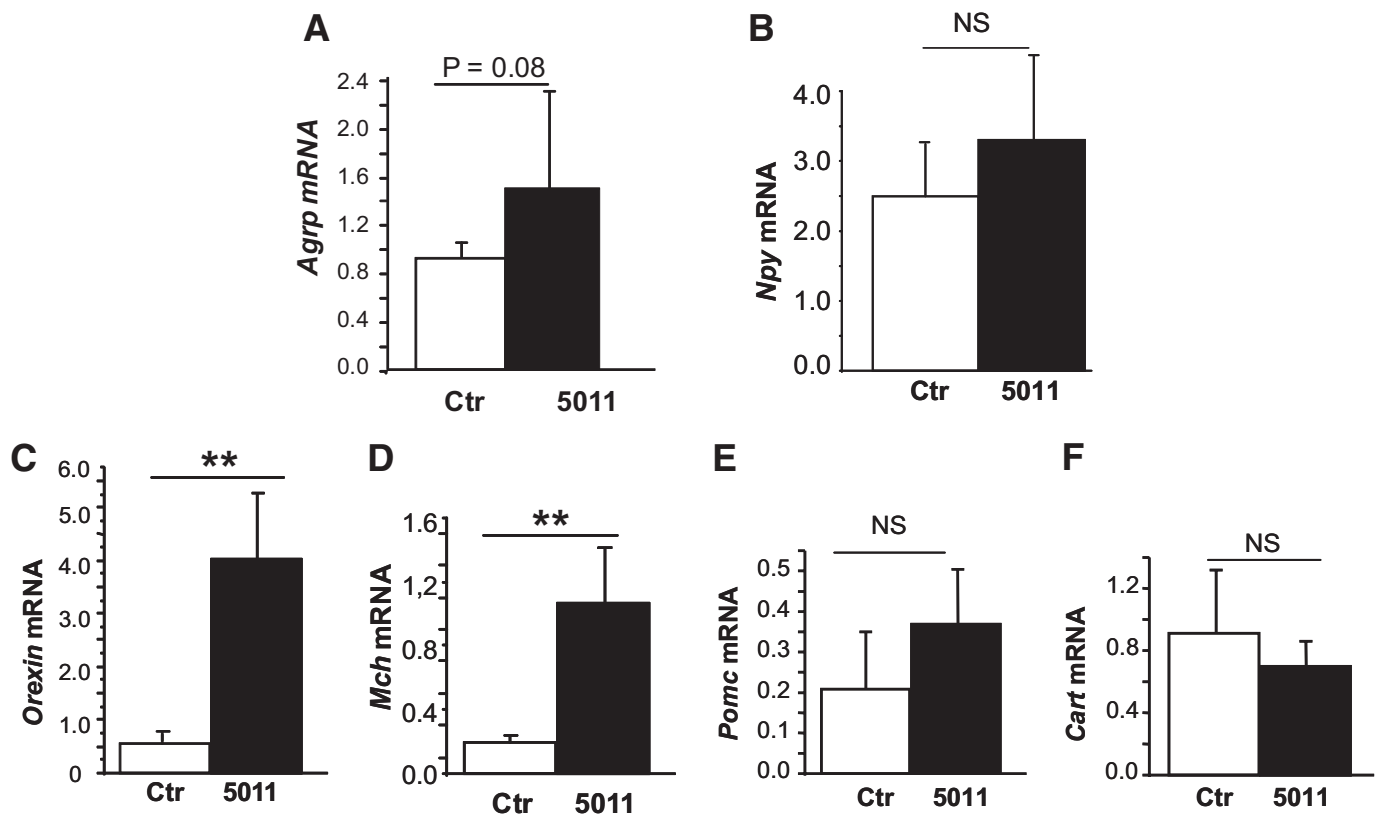 A
P = 0.08
2.4
2.0
1.6
1.2
0.8
0.4
0.0
Agrp mRNA
Ctr 5011
B
NS
4.0
3.0
2.0
1.0
0.0
Npy mRNA
Ctr 5011
C
**
6.0
5.0
4.0
3.0
2.0
1.0
0
Orexin mRNA
Ctr 5011
D
**
1.6
1,2
0.8
0.4
0.0
Mch mRNA
Ctr 5011
E
NS
0.5
0.4
0.3
0.2
0.1
0.0
Pomc mRNA
Ctr 5011
F
NS
1.2
0.8
0.4
0.0
Cart mRNA
Ctr 5011